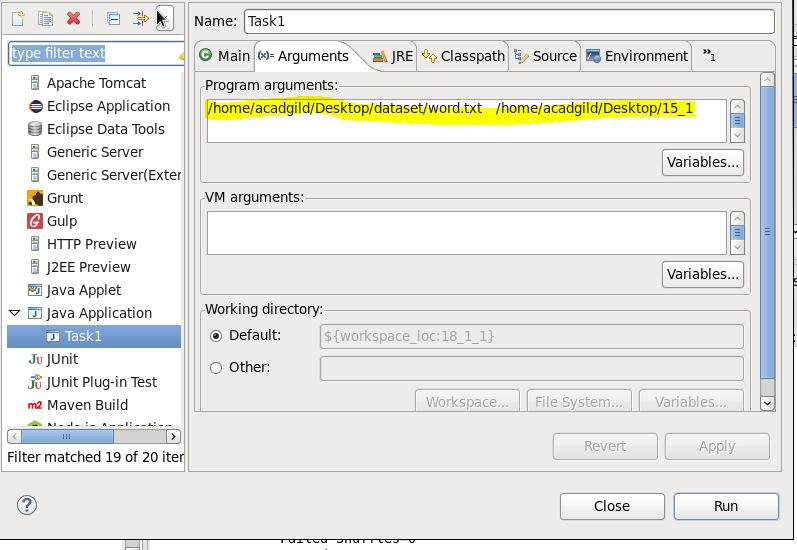 type filter text
Apache Tomcat
Eclipse Application
Eclipse Data Tools
Generic Server
Generic Server(Exter
Grunt
Gulp
HTTP Preview
J2EE Preview
Java Applet
Java Application
Task1
JUnit
JUnit Plug-in Test
Maven Build
Node.js Application
Filter matched 19 of 20 iter
Name: Task1
Main (x)= Arguments JRE Classpath Source Environment »1
Program arguments:
/home/acadgild/Desktop/dataset/word.txt /home/acadgild/Desktop/15_1
Variables...
VM arguments:
Variables...
Working directory:
Default: ${workspace_loc:18_1_1}
Other:
Workspace... File System... Variables...
Revert Apply
? Close Run